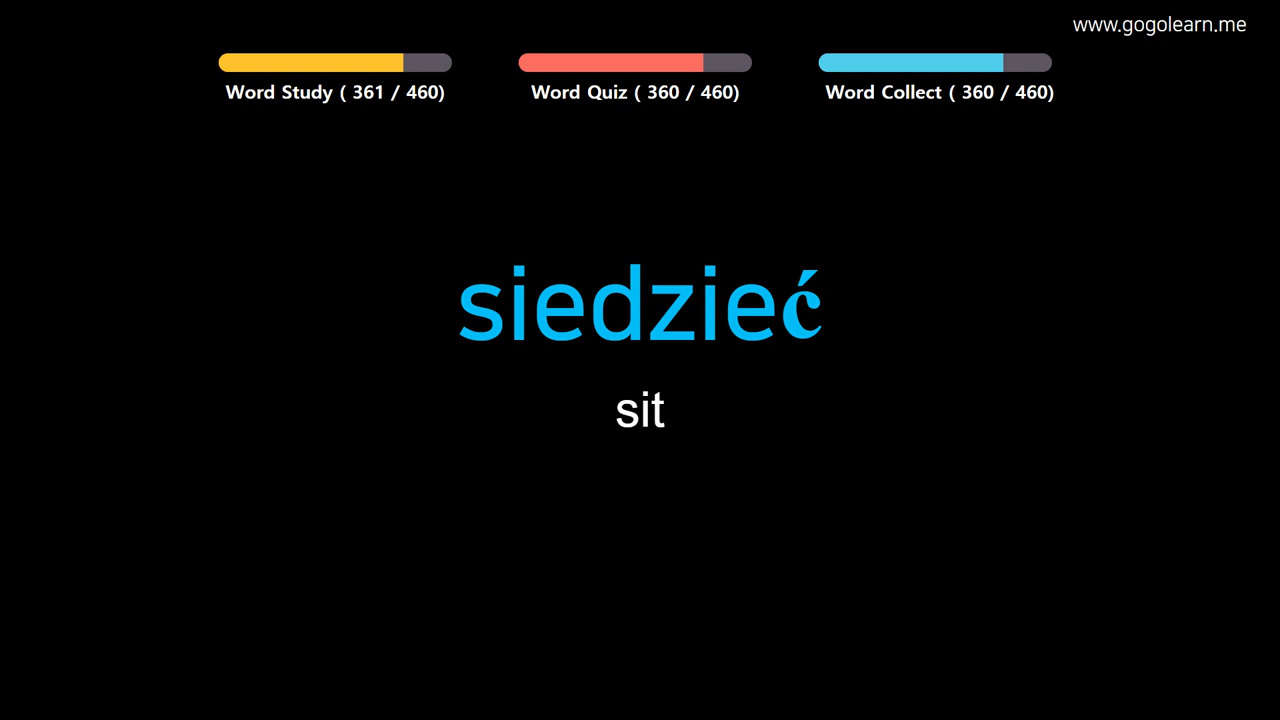 www.gogolearn.me
Word Study ( 361 / 460)
Word Quiz ( 360 / 460)
Word Collect ( 360 / 460)
siedzieć
sit